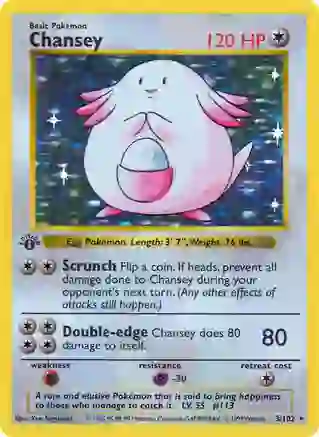 Basic Pokémon
Chansey 120 HP
Egg Pokémon. Length: 3' 7", Weight: 76 lbs.
Scrunch Flip a coin. If heads, prevent all
damage done to Chansey during your
opponent's next turn. (Any other effects of
attacks still happen.)
Double-edge Chansey does 80 80
damage to itself.
weakness resistance retreat cost
-30
A rare and elusive Pokémon that is said to bring happiness
to those who manage to catch it. LV. 55 #113
3/102